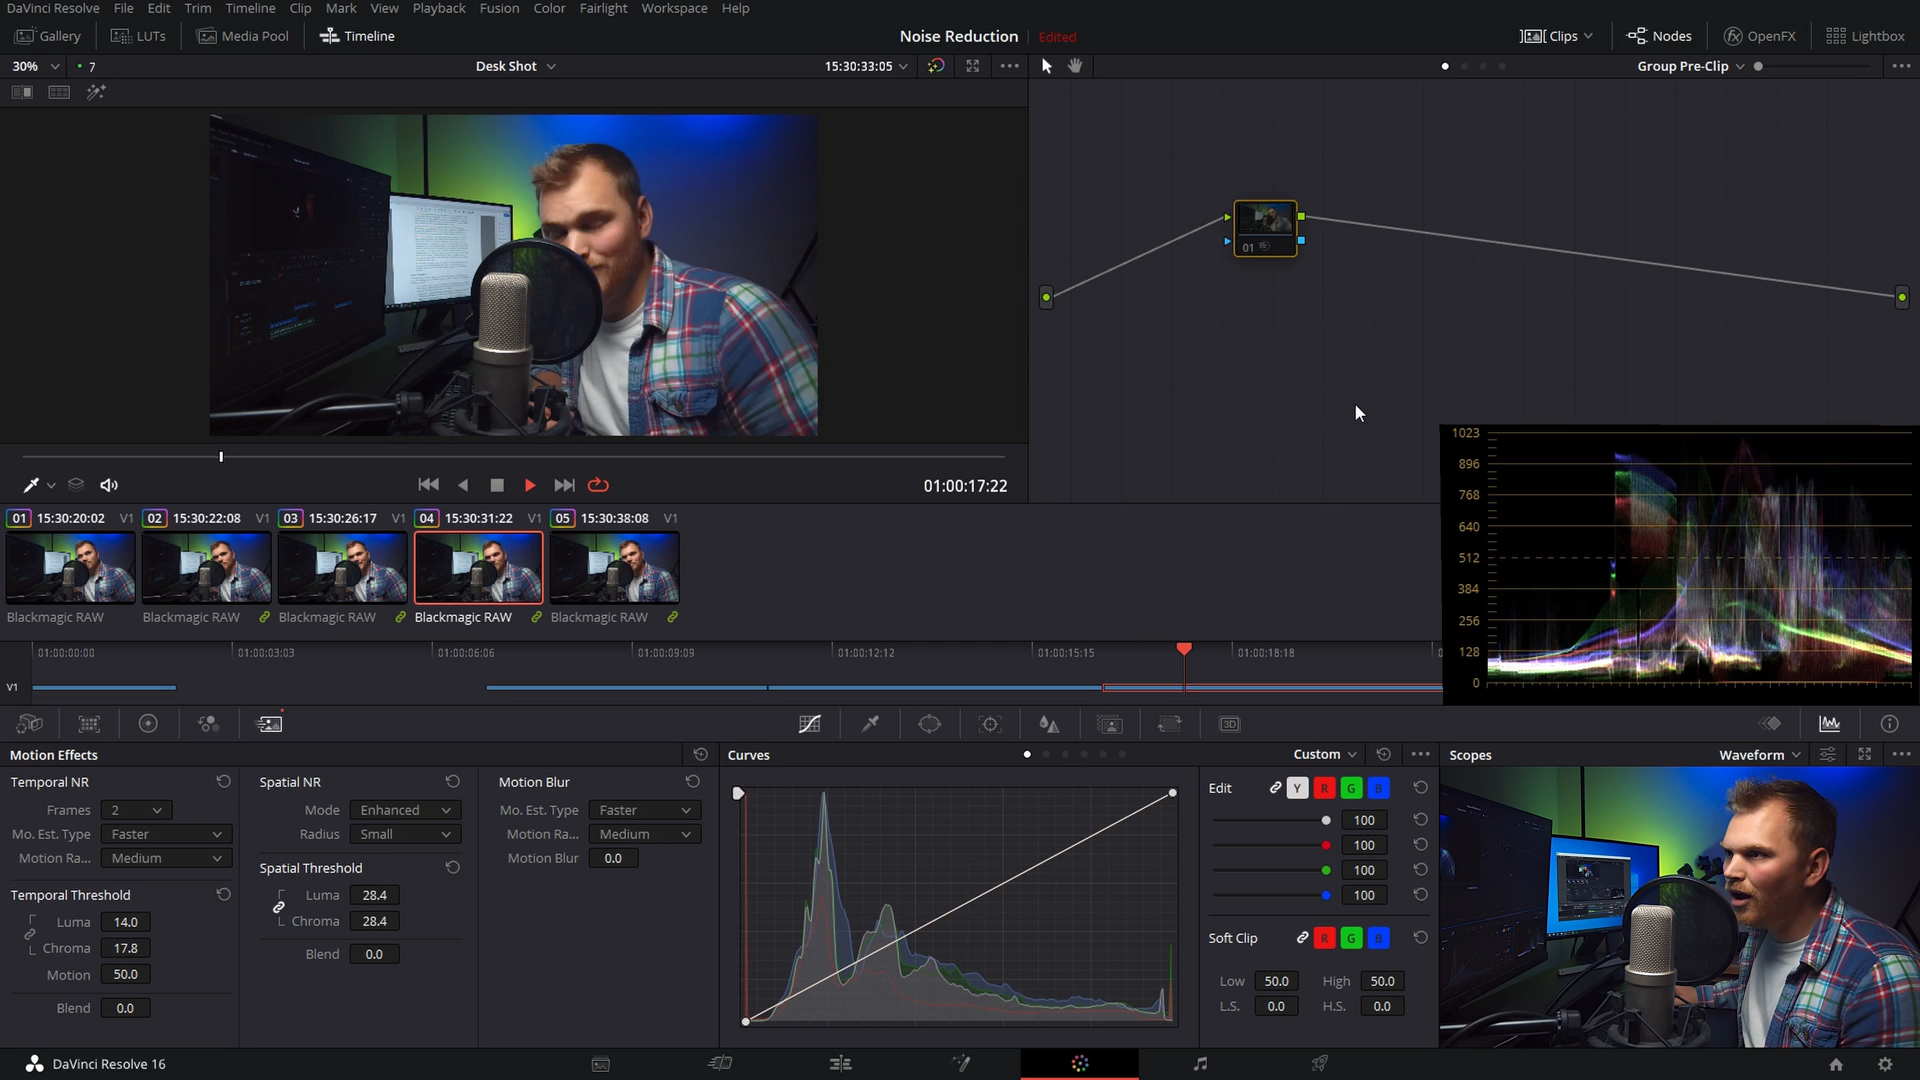 DaVinci Resolve File Edit Trim Timeline Clip Mark View Playback Fusion Color Fairlight Workspace Help
Gallery LUTs Media Pool Timeline Noise Reduction Edited Clips Nodes OpenFX Lightbox
30% 7 Desk Shot 15:30:33:05 Group Pre-Clip
01
01:00:17:22
01 15:30:20:02 V1 02 15:30:22:08 V1 03 15:30:26:17 V1 04 15:30:31:22 V1 05 15:30:38:08 V1
Blackmagic RAW Blackmagic RAW Blackmagic RAW Blackmagic RAW Blackmagic RAW
01:00:00:00 01:00:03:03 01:00:06:06 01:00:09:09 01:00:12:12 01:00:15:15 01:00:18:18
V1
1023
896
768
640
512
384
256
128
0
3D
Motion Effects
Temporal NR
Frames 2
Mo. Est. Type Faster
Motion Ra... Medium
Temporal Threshold
Luma 14.0
Chroma 17.8
Motion 50.0
Blend 0.0
Spatial NR
Mode Enhanced
Radius Small
Spatial Threshold
Luma 28.4
Chroma 28.4
Blend 0.0
Motion Blur
Mo. Est. Type Faster
Motion Ra... Medium
Motion Blur 0.0
Curves Custom
Edit Y R G B
100
100
100
100
Soft Clip R G B
Low 50.0 High 50.0
L.S. 0.0 H.S. 0.0
Scopes Waveform
DaVinci Resolve 16